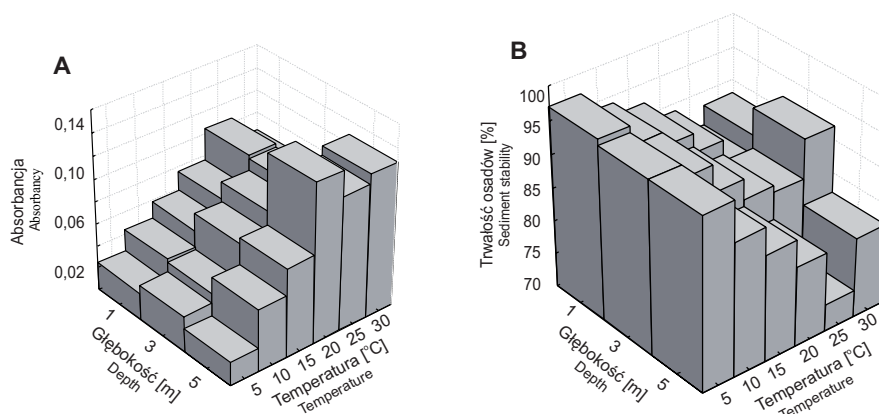 A
Absorbancja
Absorbancy
0,14
0,10
0,06
0,02
1
3
5
Głębokość [m]
Depth
5
10
15
20
25
30
Temperatura [°C]
Temperature
B
Trwałość osadów [%]
Sediment stability
100
95
90
85
80
75
70
1
3
5
Głębokość [m]
Depth
5
10
15
20
25
30
Temperatura [°C]
Temperature